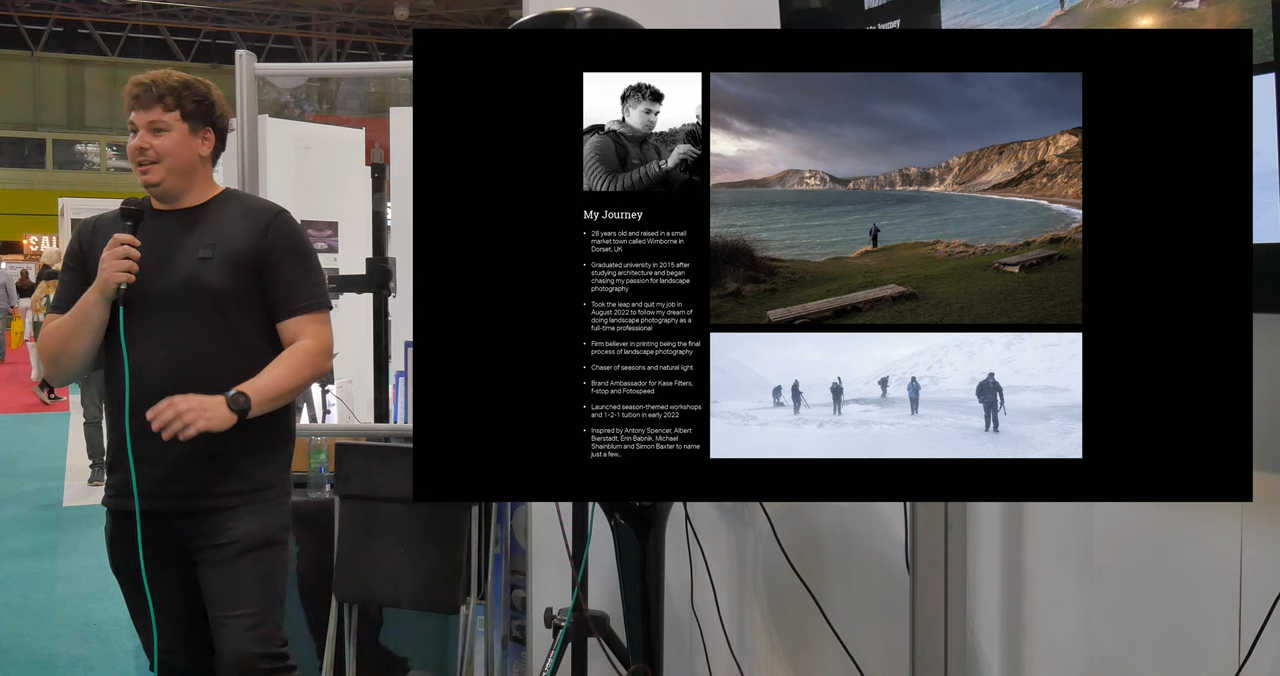 Journey
SAL
My Journey
• 28 years old and raised in a small
market town called Wimborne in
Dorset, UK
• Graduated university in 2015 after
studying architecture and began
chasing my passion for landscape
photography
• Took the leap and quit my job in
August 2022 to follow my dream of
doing landscape photography as a
full-time professional
• Firm believer in printing being the final
process of landscape photography
• Chaser of seasons and natural light
• Brand Ambassador for Kase Filters,
f-stop and Fotospeed
• Launched season-themed workshops
and 1-2-1 tuition in early 2022
• Inspired by Antony Spencer, Albert
Bierstadt, Erin Babnik, Michael
Shainblum and Simon Baxter to name
just a few...